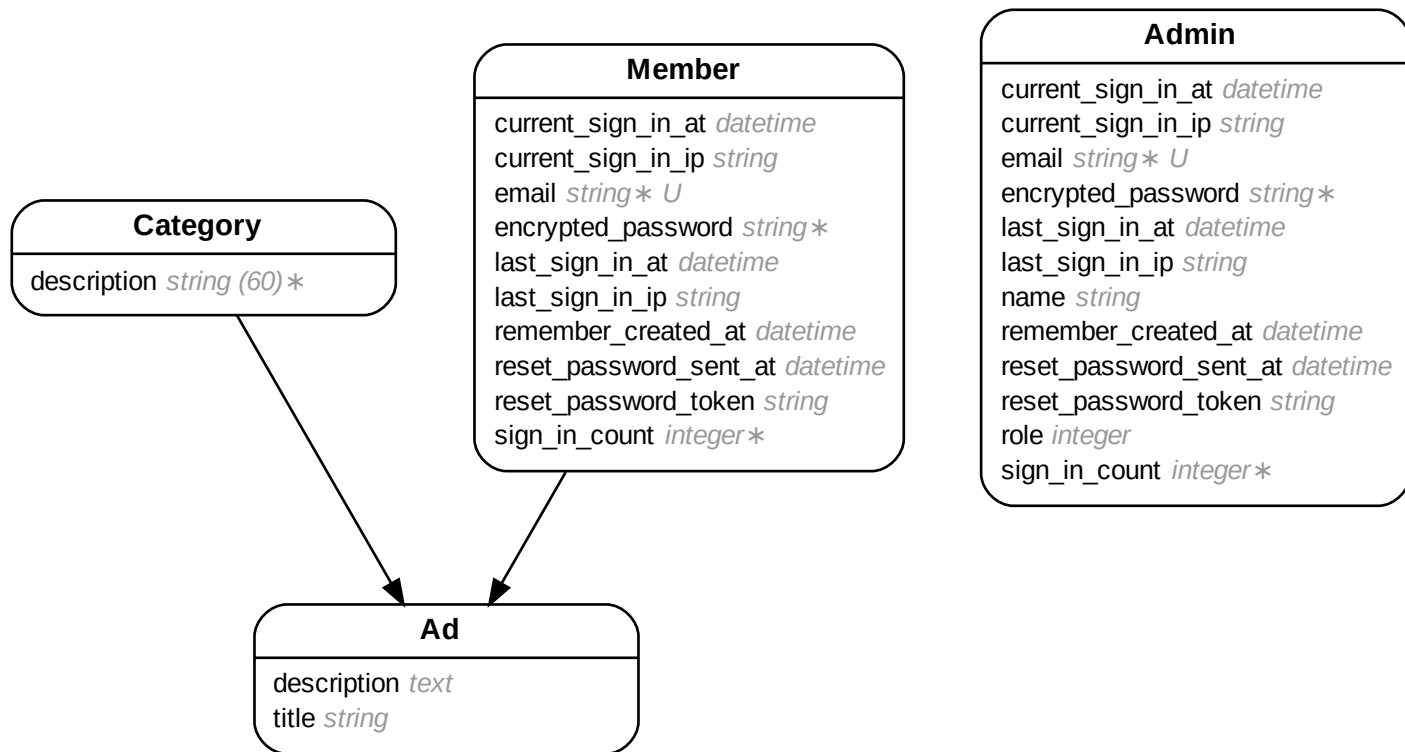 Category
description string (60)∗
Member
current_sign_in_at datetime
current_sign_in_ip string
email string∗ U
encrypted_password string∗
last_sign_in_at datetime
last_sign_in_ip string
remember_created_at datetime
reset_password_sent_at datetime
reset_password_token string
sign_in_count integer∗
Admin
current_sign_in_at datetime
current_sign_in_ip string
email string∗ U
encrypted_password string∗
last_sign_in_at datetime
last_sign_in_ip string
name string
remember_created_at datetime
reset_password_sent_at datetime
reset_password_token string
role integer
sign_in_count integer∗
Ad
description text
title string